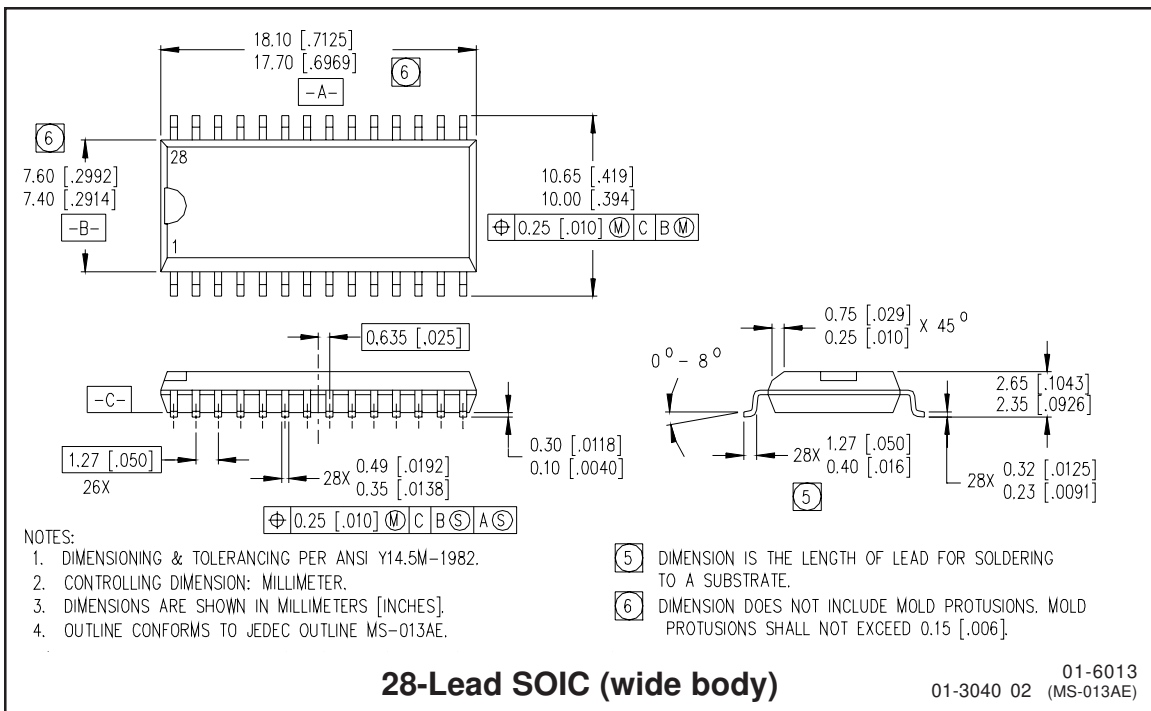 18.10 [.7125]
17.70 [.6969]
6
-A-
6
28
7.60 [.2992]
7.40 [.2914]
-B-
1
10.65 [.419]
10.00 [.394]
⌖ 0.25 [.010] Ⓜ C B Ⓜ
0.635 [.025]
-C-
1.27 [.050]
26X
28X 0.49 [.0192]
0.35 [.0138]
0.30 [.0118]
0.10 [.0040]
⌖ 0.25 [.010] Ⓜ C B Ⓢ A Ⓢ
0.75 [.029]
0.25 [.010] X 45°
0° - 8°
2.65 [.1043]
2.35 [.0926]
28X 1.27 [.050]
0.40 [.016]
5
28X 0.32 [.0125]
0.23 [.0091]
NOTES:
1. DIMENSIONING & TOLERANCING PER ANSI Y14.5M-1982.
2. CONTROLLING DIMENSION: MILLIMETER.
3. DIMENSIONS ARE SHOWN IN MILLIMETERS [INCHES].
4. OUTLINE CONFORMS TO JEDEC OUTLINE MS-013AE.
5 DIMENSION IS THE LENGTH OF LEAD FOR SOLDERING
TO A SUBSTRATE.
6 DIMENSION DOES NOT INCLUDE MOLD PROTUSIONS. MOLD
PROTUSIONS SHALL NOT EXCEED 0.15 [.006].
28-Lead SOIC (wide body)
01-6013
01-3040 02 (MS-013AE)